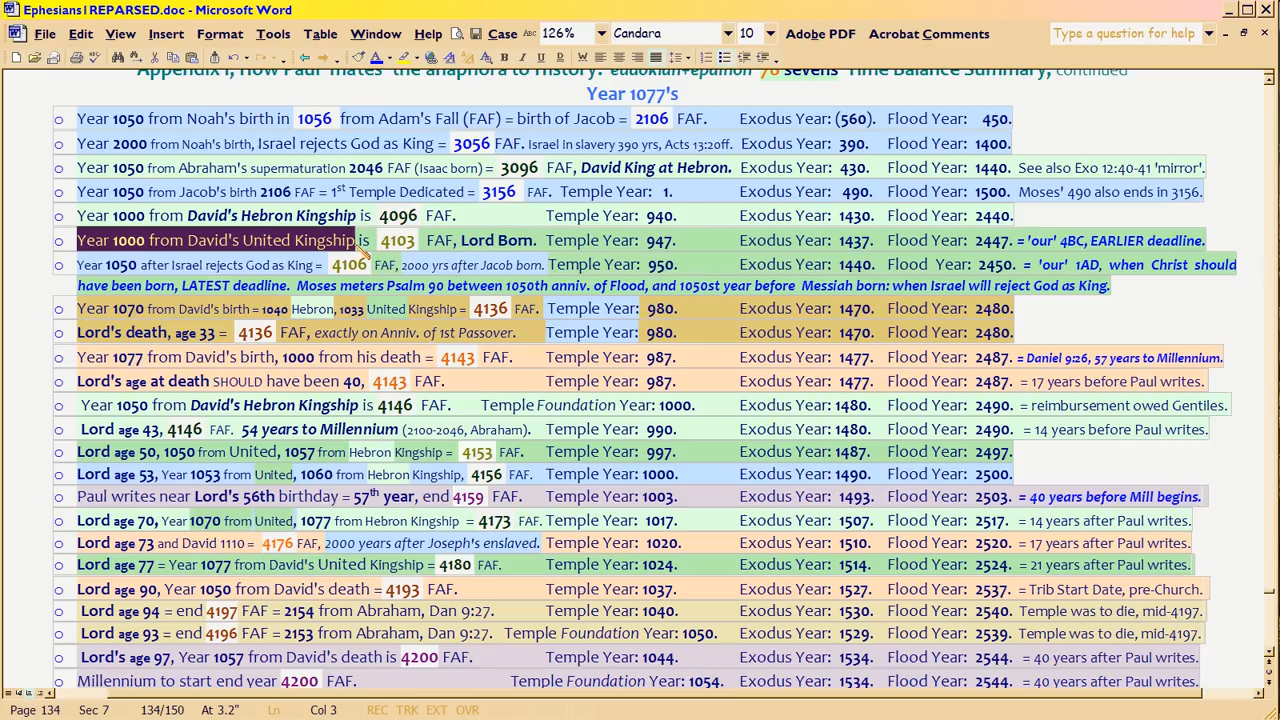 Ephesians1REPARSED.doc - Microsoft Word
File Edit View Insert Format Tools Table Window Help Case 126% Candara 10 Adobe PDF Acrobat Comments Type a question for help
Appendix I, How Paul 'mates' the anaphora to History: eudokian+epainon 70 sevens Time Balance Summary, continued
Year 1077's
o Year 1050 from Noah's birth in 1056 from Adam's Fall (FAF) = birth of Jacob = 2106 FAF. Exodus Year: (560). Flood Year: 450.
o Year 2000 from Noah's birth, Israel rejects God as King = 3056 FAF. Israel in slavery 390 yrs, Acts 13:20ff. Exodus Year: 390. Flood Year: 1400.
o Year 1050 from Abraham's supermaturation 2046 FAF (Isaac born) = 3096 FAF, David King at Hebron. Exodus Year: 430. Flood Year: 1440. See also Exo 12:40-41 'mirror'.
o Year 1050 from Jacob's birth 2106 FAF = 1st Temple Dedicated = 3156 FAF. Temple Year: 1. Exodus Year: 490. Flood Year: 1500. Moses' 490 also ends in 3156.
o Year 1000 from David's Hebron Kingship is 4096 FAF. Temple Year: 940. Exodus Year: 1430. Flood Year: 2440.
o Year 1000 from David's United Kingship is 4103 FAF, Lord Born. Temple Year: 947. Exodus Year: 1437. Flood Year: 2447. = 'our' 4BC, EARLIER deadline.
o Year 1050 after Israel rejects God as King = 4106 FAF, 2000 yrs after Jacob born. Temple Year: 950. Exodus Year: 1440. Flood Year: 2450. = 'our' 1AD, when Christ should
have been born, LATEST deadline. Moses meters Psalm 90 between 1050th anniv. of Flood, and 1050st year before Messiah born: when Israel will reject God as King.
o Year 1070 from David's birth = 1040 Hebron, 1033 United Kingship = 4136 FAF. Temple Year: 980. Exodus Year: 1470. Flood Year: 2480.
o Lord's death, age 33 = 4136 FAF, exactly on Anniv. of 1st Passover. Temple Year: 980. Exodus Year: 1470. Flood Year: 2480.
o Year 1077 from David's birth, 1000 from his death = 4143 FAF. Temple Year: 987. Exodus Year: 1477. Flood Year: 2487. = Daniel 9:26, 57 years to Millennium.
o Lord's age at death SHOULD have been 40, 4143 FAF. Temple Year: 987. Exodus Year: 1477. Flood Year: 2487. = 17 years before Paul writes.
o Year 1050 from David's Hebron Kingship is 4146 FAF. Temple Foundation Year: 1000. Exodus Year: 1480. Flood Year: 2490. = reimbursement owed Gentiles.
o Lord age 43, 4146 FAF. 54 years to Millennium (2100-2046, Abraham). Temple Year: 990. Exodus Year: 1480. Flood Year: 2490. = 14 years before Paul writes.
o Lord age 50, 1050 from United, 1057 from Hebron Kingship = 4153 FAF. Temple Year: 997. Exodus Year: 1487. Flood Year: 2497.
o Lord age 53, Year 1053 from United, 1060 from Hebron Kingship, 4156 FAF. Temple Year: 1000. Exodus Year: 1490. Flood Year: 2500.
o Paul writes near Lord's 56th birthday = 57th year, end 4159 FAF. Temple Year: 1003. Exodus Year: 1493. Flood Year: 2503. = 40 years before Mill begins.
o Lord age 70, Year 1070 from United, 1077 from Hebron Kingship = 4173 FAF. Temple Year: 1017. Exodus Year: 1507. Flood Year: 2517. = 14 years after Paul writes.
o Lord age 73 and David 1110 = 4176 FAF, 2000 years after Joseph's enslaved. Temple Year: 1020. Exodus Year: 1510. Flood Year: 2520. = 17 years after Paul writes.
o Lord age 77 = Year 1077 from David's United Kingship = 4180 FAF. Temple Year: 1024. Exodus Year: 1514. Flood Year: 2524. = 21 years after Paul writes.
o Lord age 90, Year 1050 from David's death = 4193 FAF. Temple Year: 1037. Exodus Year: 1527. Flood Year: 2537. = Trib Start Date, pre-Church.
o Lord age 94 = end 4197 FAF = 2154 from Abraham, Dan 9:27. Temple Year: 1040. Exodus Year: 1530. Flood Year: 2540. Temple was to die, mid-4197.
o Lord age 93 = end 4196 FAF = 2153 from Abraham, Dan 9:27. Temple Foundation Year: 1050. Exodus Year: 1529. Flood Year: 2539. Temple was to die, mid-4197.
o Lord's age 97, Year 1057 from David's death is 4200 FAF. Temple Year: 1044. Exodus Year: 1534. Flood Year: 2544. = 40 years after Paul writes.
o Millennium to start end year 4200 FAF. Temple Foundation Year: 1054. Exodus Year: 1534. Flood Year: 2544. = 40 years after Paul writes.
Page 134 Sec 7 134/150 At 3.2" Ln Col 3 REC TRK EXT OVR